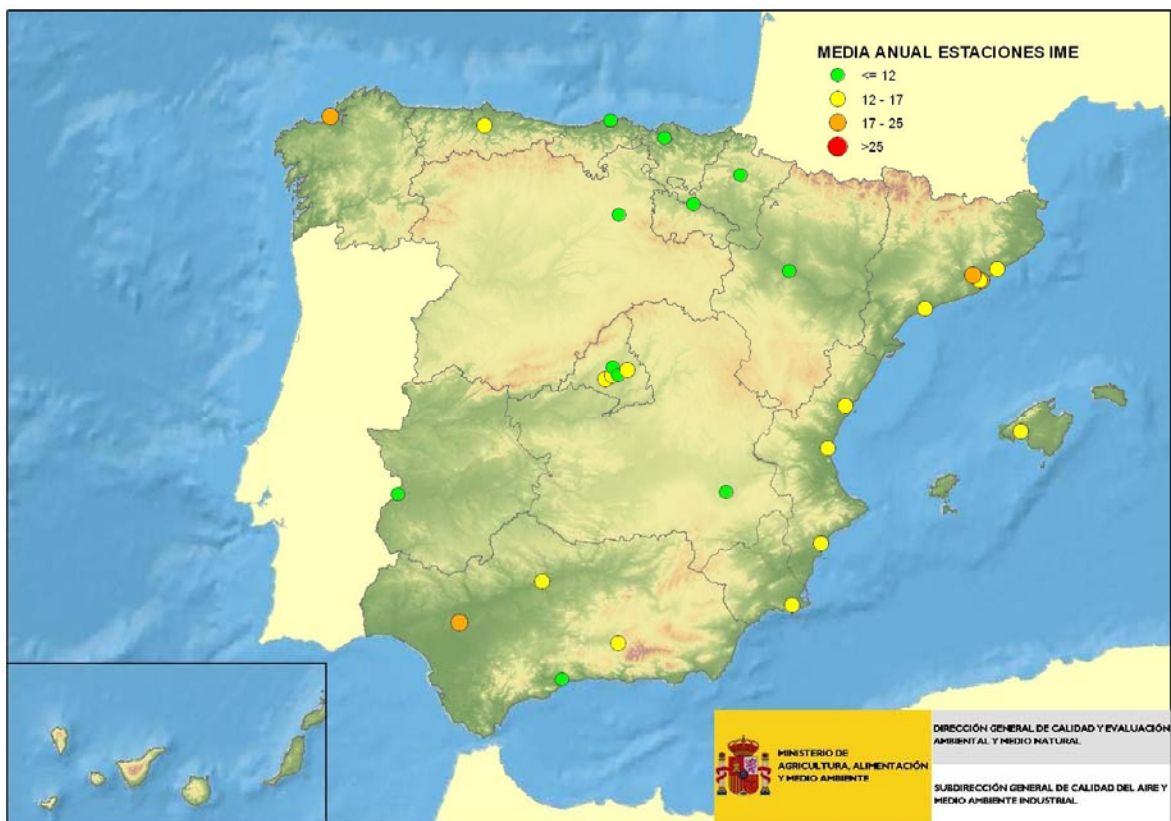 MEDIA ANUAL ESTACIONES IME
<= 12
12 - 17
17 - 25
>25
MINISTERIO DE
AGRICULTURA, ALIMENTACIÓN
Y MEDIO AMBIENTE
DIRECCIÓN GENERAL DE CALIDAD Y EVALUACIÓN
AMBIENTAL Y MEDIO NATURAL
SUBDIRECCIÓN GENERAL DE CALIDAD DEL AIRE Y
MEDIO AMBIENTE INDUSTRIAL